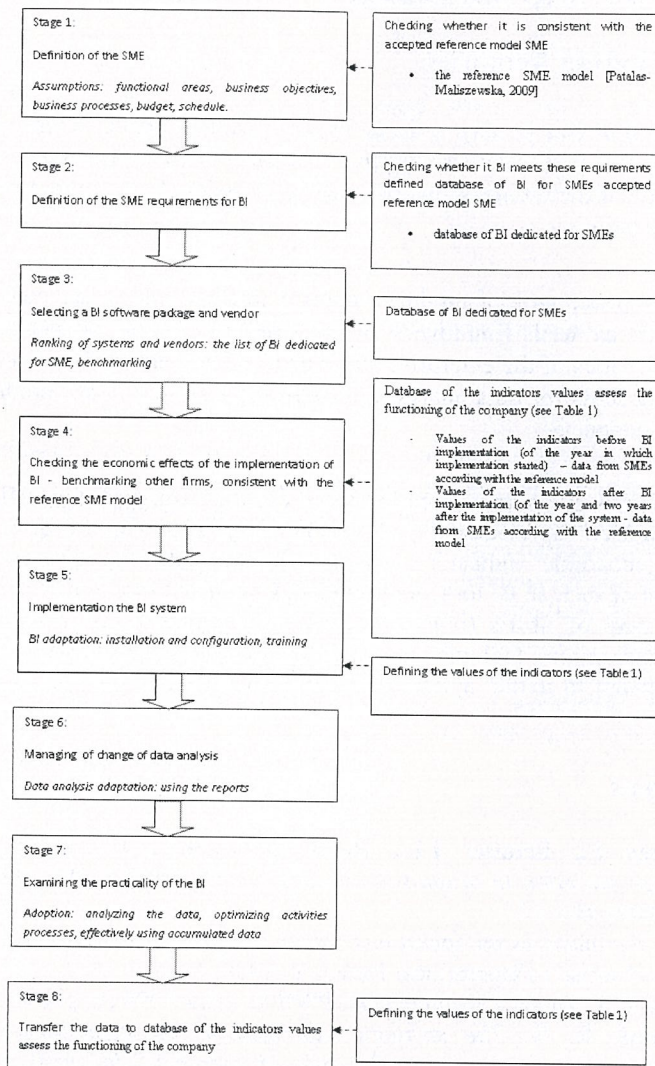 Stage 1:
Definition of the SME
Assumptions: functional areas, business objectives,
business processes, budget, schedule.
Checking whether it is consistent with the
accepted reference model SME
• the reference SME model [Patalas-
Maliszewska, 2009]
Stage 2:
Definition of the SME requirements for BI
Checking whether it BI meets these requirements
defined database of BI for SMEs accepted
reference model SME
• database of BI dedicated for SMEs
Stage 3:
Selecting a BI software package and vendor
Ranking of systems and vendors: the list of BI dedicated
for SME, benchmarking
Database of BI dedicated for SMEs
Stage 4:
Checking the economic effects of the implementation of
BI - benchmarking other firms, consistent with the
reference SME model
Database of the indicators values assess the
functioning of the company (see Table 1)
- Values of the indicators before BI
implementation (of the year in which
implementation started) – data from SMEs
according with the reference model
- Values of the indicators after BI
implementation (of the year and two years
after the implementation of the system - data
from SMEs according with the reference
model
Stage 5:
Implementation the BI system
BI adaptation: installation and configuration, training
Defining the values of the indicators (see Table 1)
Stage 6:
Managing of change of data analysis
Data analysis adaptation: using the reports
Stage 7:
Examining the practicality of the BI
Adoption: analyzing the data, optimizing activities
processes, effectively using accumulated data
Stage 8:
Transfer the data to database of the indicators values
assess the functioning of the company
Defining the values of the indicators (see Table 1)